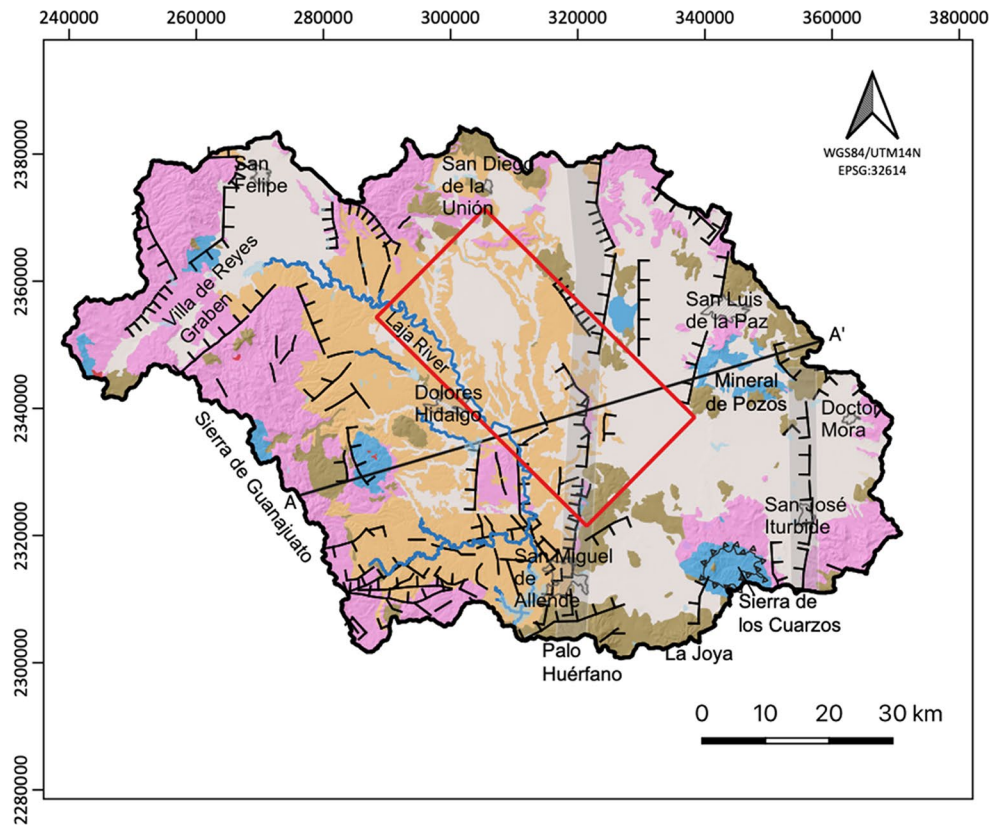 240000 260000 280000 300000 320000 340000 360000 380000
2380000
2360000
2340000
2320000
2300000
2280000
WGS84/UTM14N
EPSG:32614
San
Felipe
San Diego
de la
Unión
Villa de Reyes
Graben
Laja River
San Luis
de la Paz
A'
Mineral
de Pozos
Dolores
Hidalgo
Doctor
Mora
Sierra de Guanajuato
A
San José
Iturbide
San Miguel
de
Allende
Sierra de
los Cuarzos
Palo
Huérfano
La Joya
0 10 20 30 km